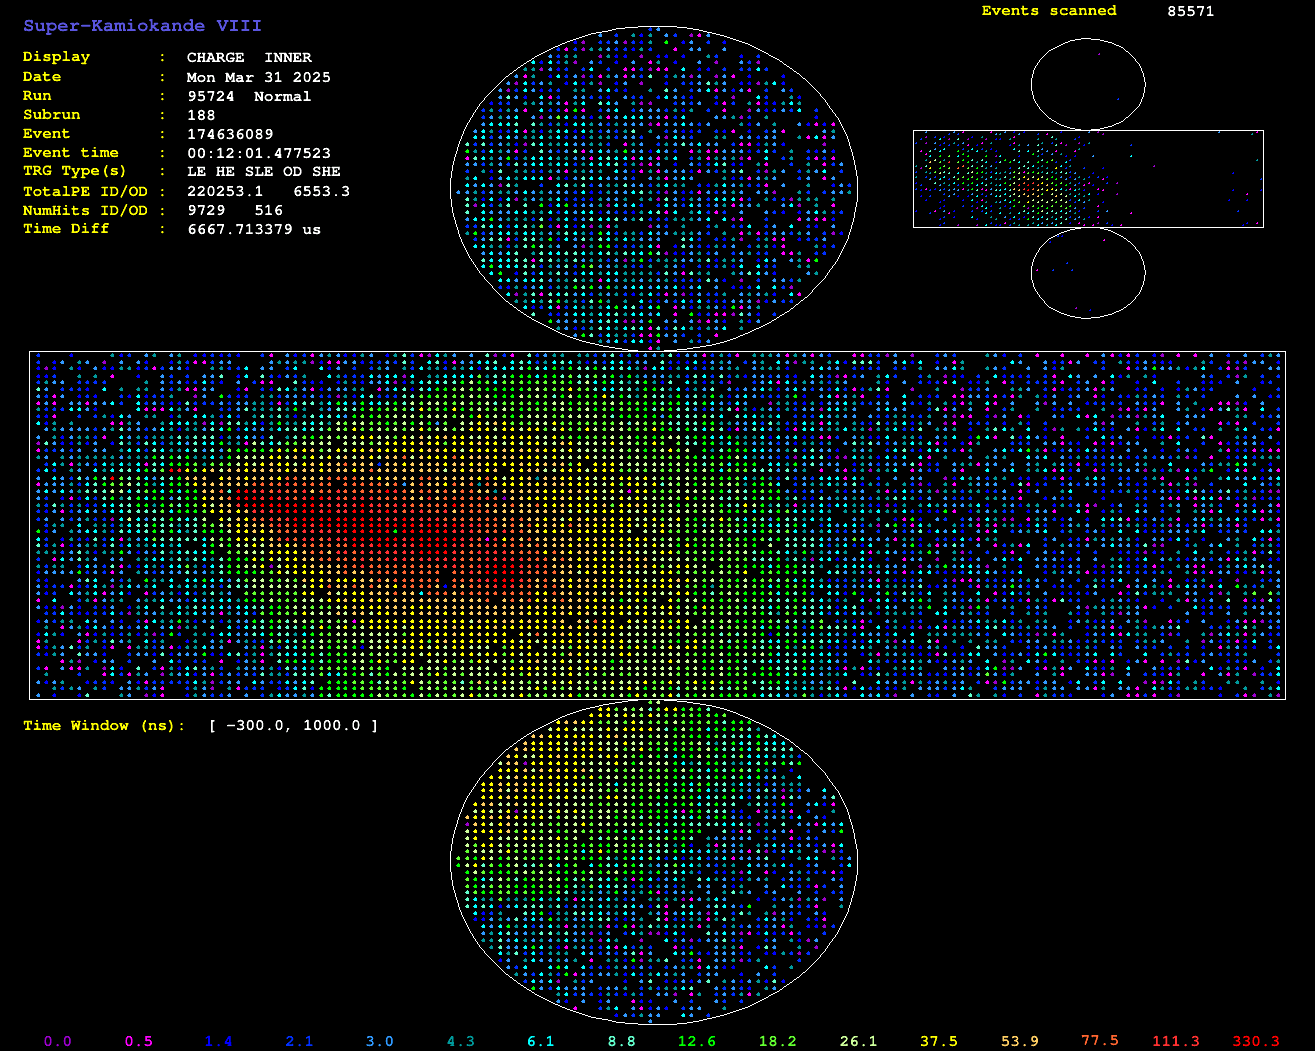 Super-Kamiokande VIII
Events scanned 85571
Display : CHARGE INNER
Date : Mon Mar 31 2025
Run : 95724 Normal
Subrun : 188
Event : 174636089
Event time : 00:12:01.477523
TRG Type(s) : LE HE SLE OD SHE
TotalPE ID/OD : 220253.1 6553.3
NumHits ID/OD : 9729 516
Time Diff : 6667.713379 us
Time Window (ns): [ -300.0, 1000.0 ]
0.0 0.5 1.4 2.1 3.0 4.3 6.1 8.8 12.6 18.2 26.1 37.5 53.9 77.5 111.3 330.3